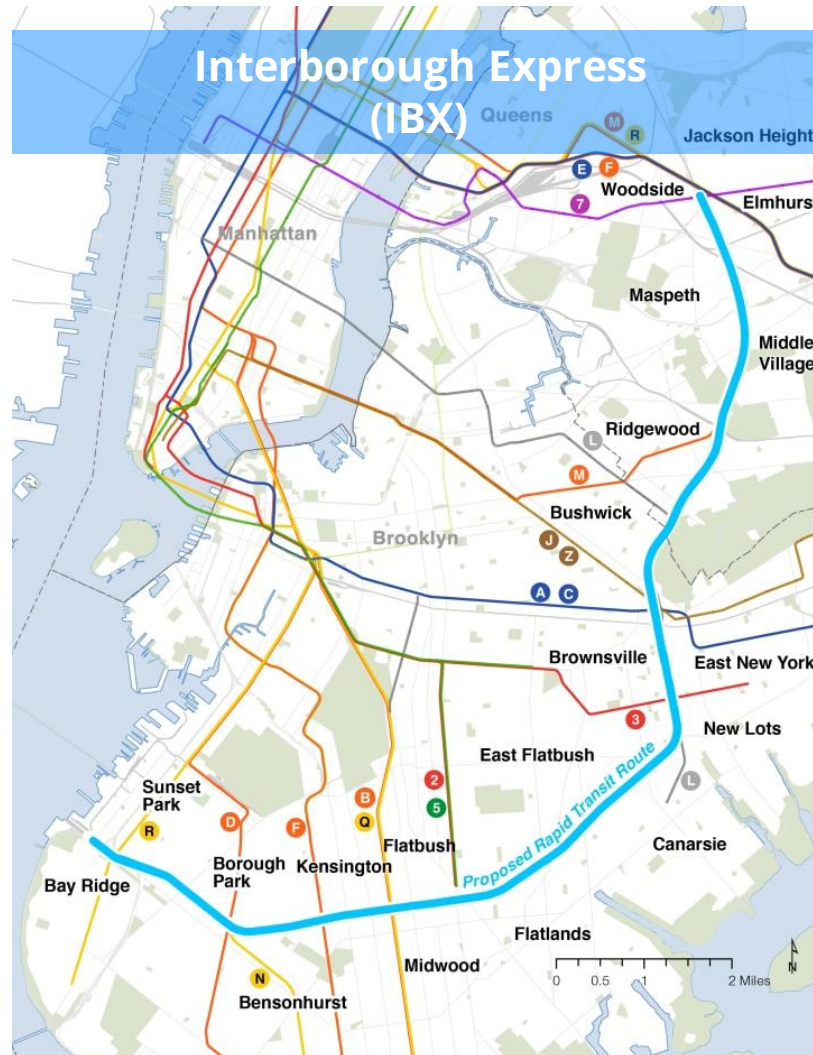 Interborough Express
(IBX)
Queens
M
R
Jackson Height
E
F
Woodside
7
Elmhurs
Manhattan
Maspeth
Middle
Village
Ridgewood
L
M
Bushwick
Brooklyn
J
Z
A
C
Brownsville
East New York
3
New Lots
East Flatbush
Proposed Rapid Transit Route
L
Sunset
Park
R
D
F
B
Q
2
5
Flatbush
Canarsie
Borough
Park
Kensington
Bay Ridge
Flatlands
Midwood
N
Bensonhurst
0
0.5
1
2 Miles
N